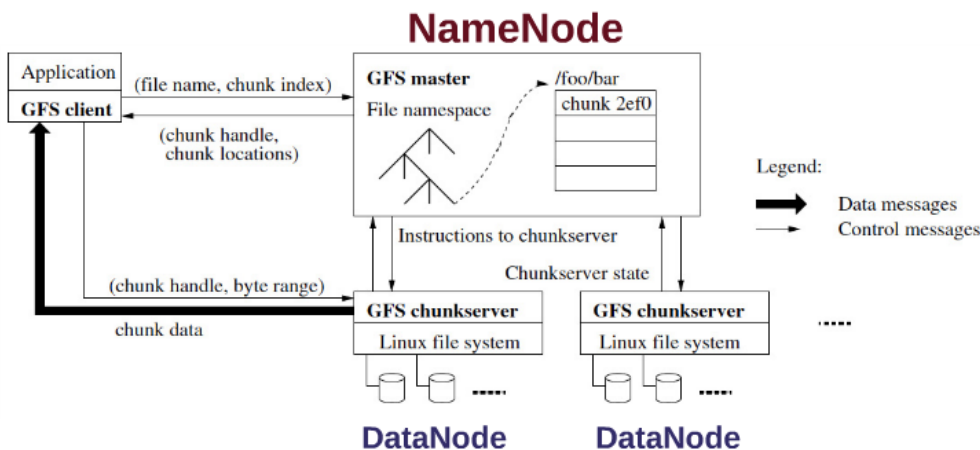 NameNode
Application
GFS client
(file name, chunk index)
(chunk handle,
chunk locations)
GFS master
File namespace
/foo/bar
chunk 2ef0
Legend:
Data messages
Control messages
Instructions to chunkserver
Chunkserver state
(chunk handle, byte range)
chunk data
GFS chunkserver
Linux file system
GFS chunkserver
Linux file system
DataNode
DataNode